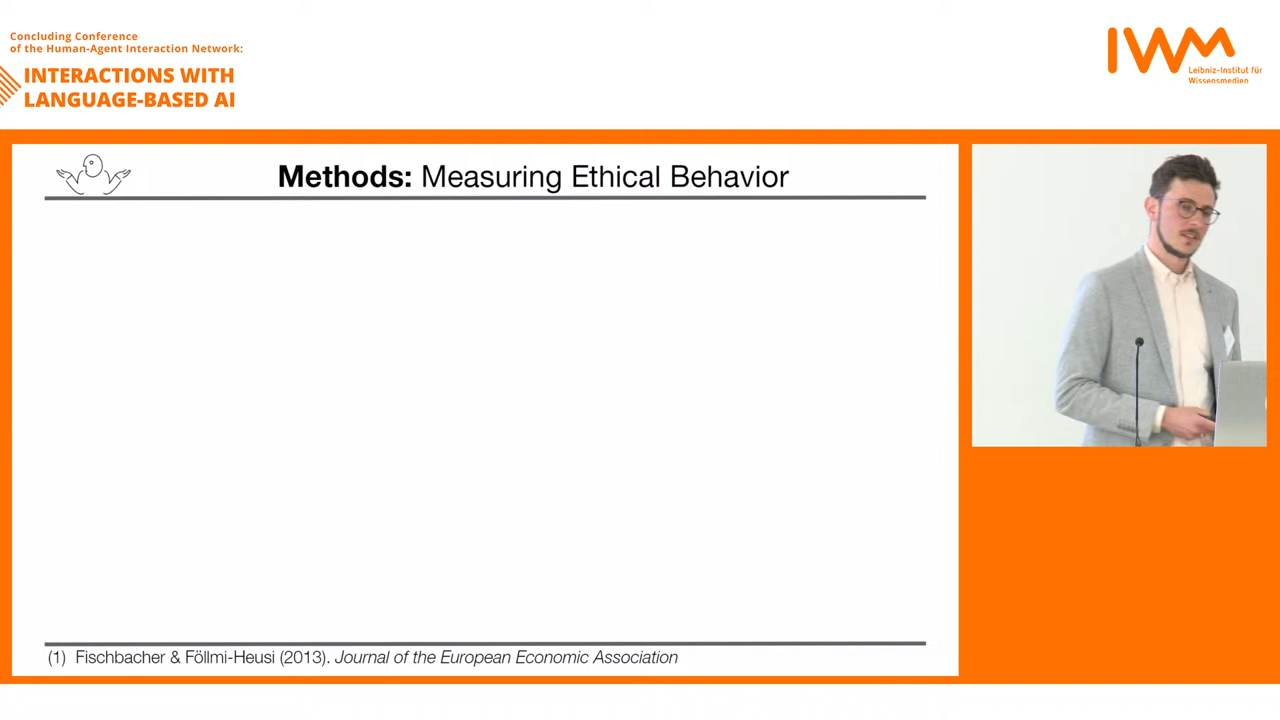 Concluding Conference
of the Human-Agent Interaction Network:
INTERACTIONS WITH
LANGUAGE-BASED AI
IWM
Leibniz-Institut für
Wissensmedien
Methods: Measuring Ethical Behavior
(1) Fischbacher & Föllmi-Heusi (2013). Journal of the European Economic Association